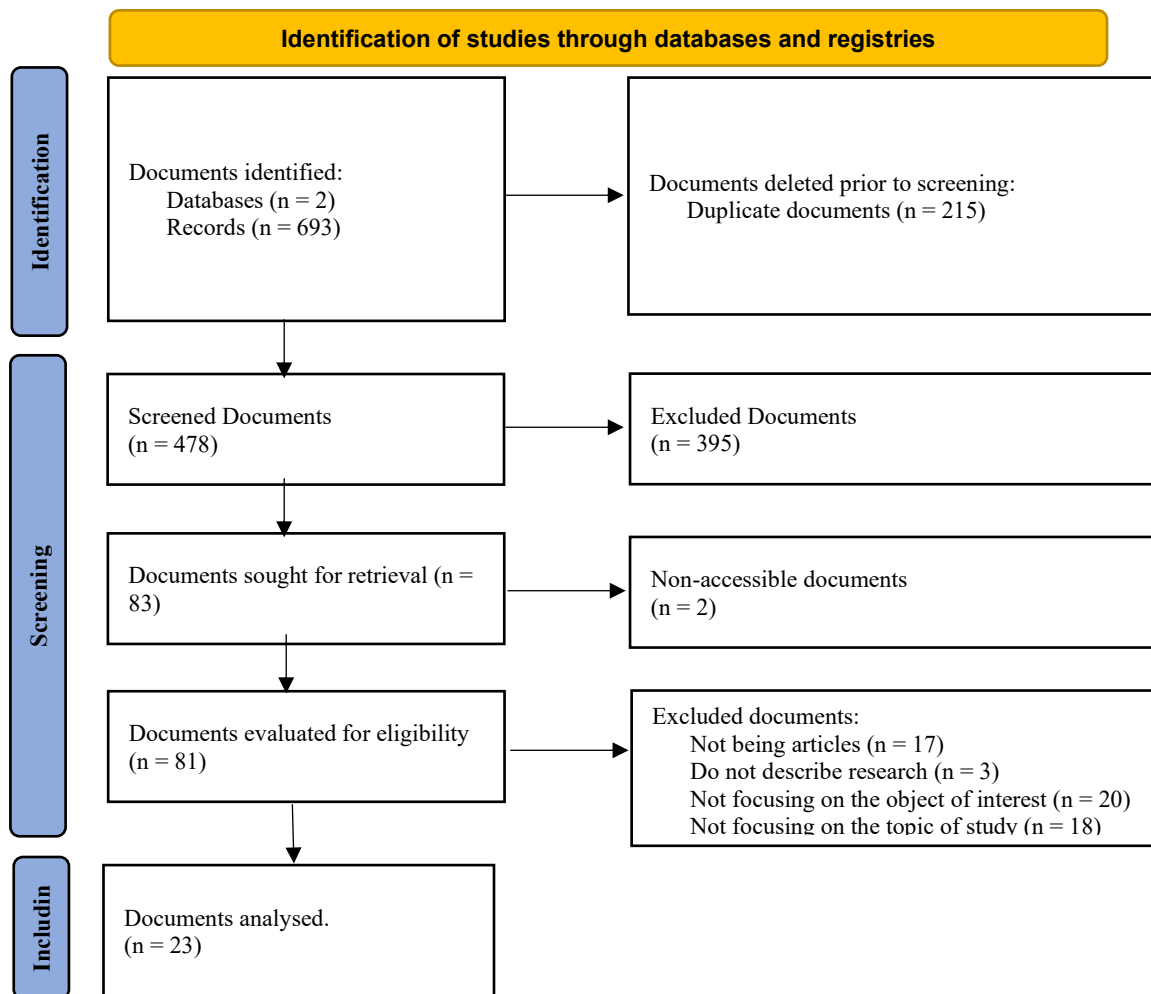 Identification of studies through databases and registries
Identification
Documents identified:
Databases (n = 2)
Records (n = 693)
Documents deleted prior to screening:
Duplicate documents (n = 215)
Screening
Screened Documents
(n = 478)
Excluded Documents
(n = 395)
Documents sought for retrieval (n =
83)
Non-accessible documents
(n = 2)
Documents evaluated for eligibility
(n = 81)
Excluded documents:
Not being articles (n = 17)
Do not describe research (n = 3)
Not focusing on the object of interest (n = 20)
Not focusing on the topic of study (n = 18)
Includin
Documents analysed.
(n = 23)